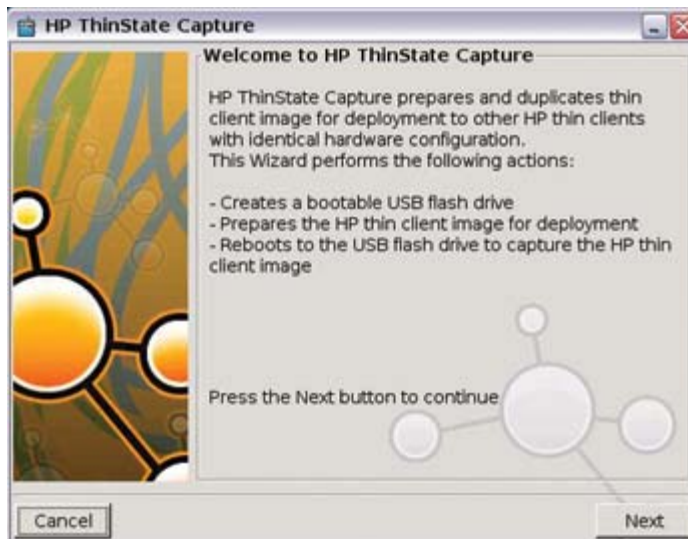 HP ThinState Capture
Welcome to HP ThinState Capture
HP ThinState Capture prepares and duplicates thin
client image for deployment to other HP thin clients
with identical hardware configuration.
This Wizard performs the following actions:
- Creates a bootable USB flash drive
- Prepares the HP thin client image for deployment
- Reboots to the USB flash drive to capture the HP thin
client image
Press the Next button to continue
Cancel
Next